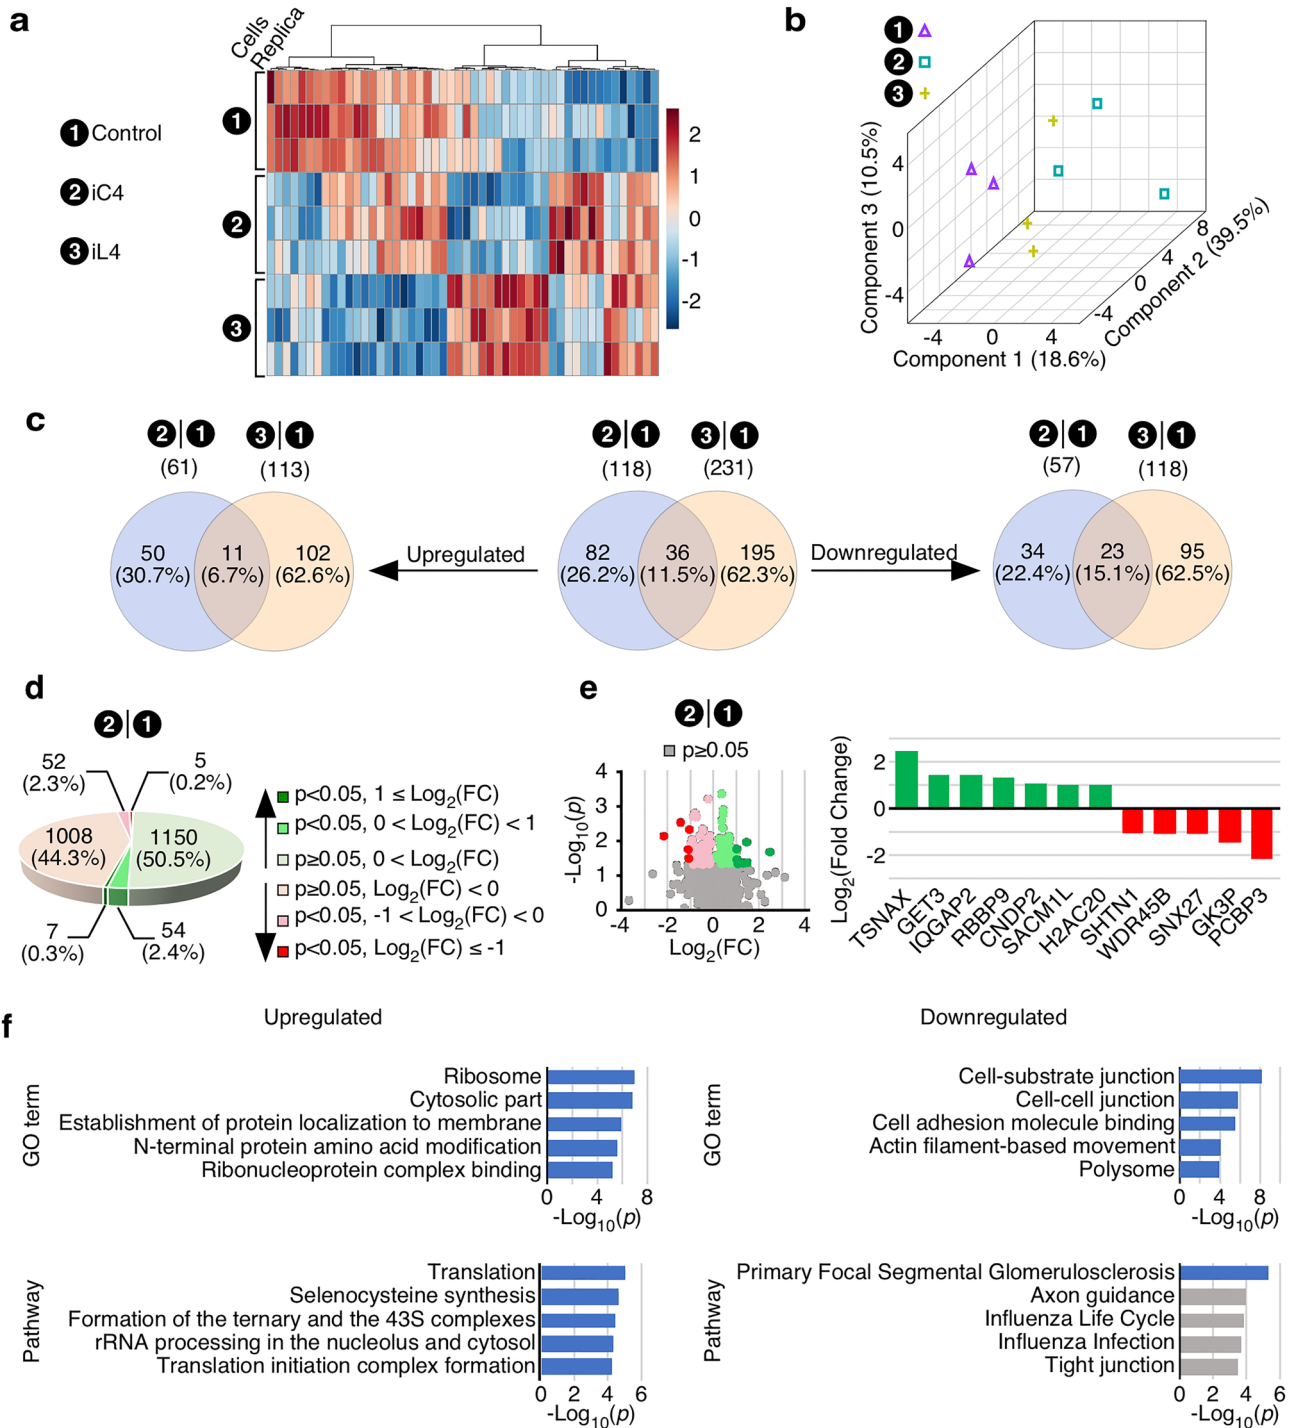 a
Cells
Replica
1 Control
2 iC4
3 iL4
1
2
3
2
1
0
-1
-2
b
1
2
3
Component 3 (10.5%)
4
0
-4
-4 0 4
Component 1 (18.6%)
-4 0 4 8
Component 2 (39.5%)
c
2|1 3|1
(61) (113)
50 (30.7%)
11 (6.7%)
102 (62.6%)
Upregulated
2|1 3|1
(118) (231)
82 (26.2%)
36 (11.5%)
195 (62.3%)
Downregulated
2|1 3|1
(57) (118)
34 (22.4%)
23 (15.1%)
95 (62.5%)
d
2|1
52 (2.3%)
5 (0.2%)
1008 (44.3%)
1150 (50.5%)
7 (0.3%)
54 (2.4%)
p<0.05, 1 ≤ Log2(FC)
p<0.05, 0 < Log2(FC) < 1
p≥0.05, 0 < Log2(FC)
p≥0.05, Log2(FC) < 0
p<0.05, -1 < Log2(FC) < 0
p<0.05, Log2(FC) ≤ -1
e
2|1
p≥0.05
-Log10(p)
4
3
2
1
0
-4 -2 0 2 4
Log2(FC)
Log2(Fold Change)
2
0
-2
TSNAX
GET3
IQGAP2
RBBP9
CNDP2
SACM1L
H2AC20
SHTN1
WDR45B
SNX27
GK3P
PCBP3
f
Upregulated
GO term
Ribosome
Cytosolic part
Establishment of protein localization to membrane
N-terminal protein amino acid modification
Ribonucleoprotein complex binding
0 4 8
-Log10(p)
Pathway
Translation
Selenocysteine synthesis
Formation of the ternary and the 43S complexes
rRNA processing in the nucleolus and cytosol
Translation initiation complex formation
0 2 4 6
-Log10(p)
Downregulated
GO term
Cell-substrate junction
Cell-cell junction
Cell adhesion molecule binding
Actin filament-based movement
Polysome
0 4 8
-Log10(p)
Pathway
Primary Focal Segmental Glomerulosclerosis
Axon guidance
Influenza Life Cycle
Influenza Infection
Tight junction
0 2 4 6
-Log10(p)